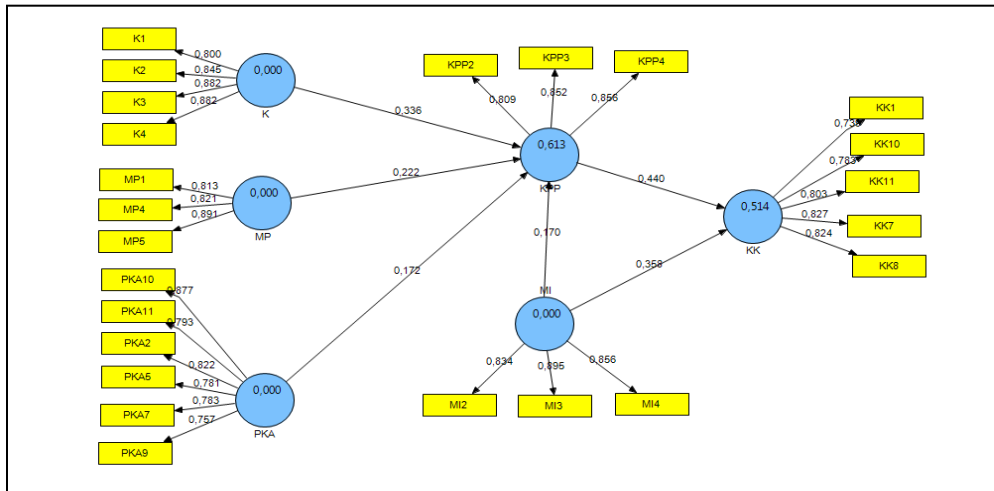 K1
K2
K3
K4
0,800
0,845
0,882
0,882
0,000
K
MP1
MP4
MP5
0,813
0,821
0,891
0,000
MP
PKA10
PKA11
PKA2
PKA5
PKA7
PKA9
0,877
0,793
0,822
0,781
0,783
0,757
0,000
PKA
0,336
0,222
0,172
KPP2
KPP3
KPP4
0,809
0,852
0,856
0,613
KPP
0,170
0,440
0,358
MI
0,000
0,834
0,895
0,856
MI2
MI3
MI4
0,514
KK
0,738
0,783
0,803
0,827
0,824
KK1
KK10
KK11
KK7
KK8